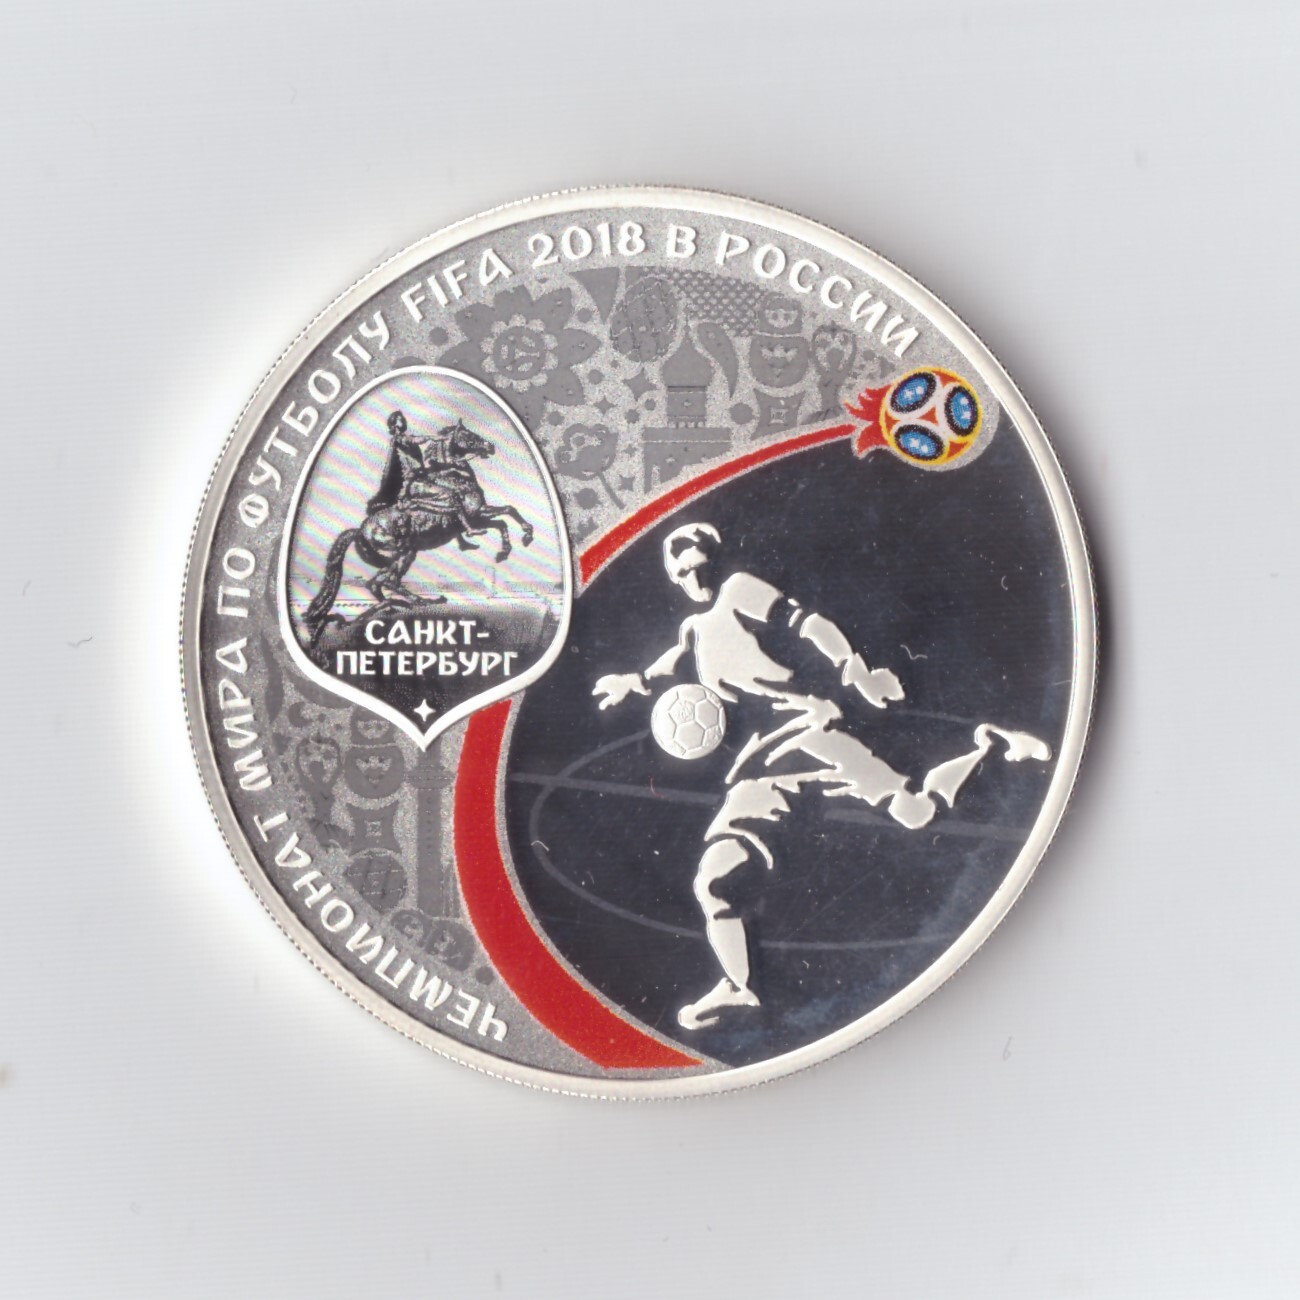 ЧЕМПИОНАТ МИРА ПО ФУТБОЛУ FIFA 2018 В РОССИИ
САНКТ-
ПЕТЕРБУРГ